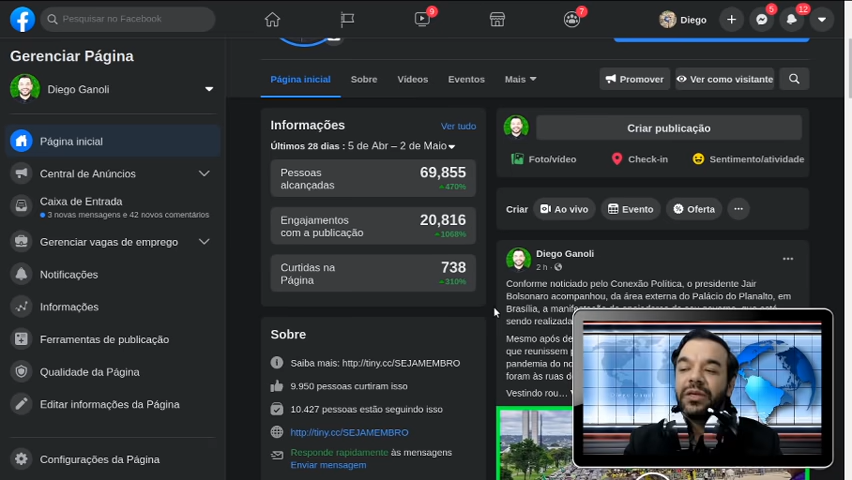 Pesquisar no Facebook
9
7
Diego
5
12
Gerenciar Página
Diego Ganoli
Página inicial
Central de Anúncios
Caixa de Entrada
3 novas mensagens e 42 novos comentários
Gerenciar vagas de emprego
Notificações
Informações
Ferramentas de publicação
Qualidade da Página
Editar informações da Página
Configurações da Página
Página inicial
Sobre
Vídeos
Eventos
Mais
Promover
Ver como visitante
Informações
Ver tudo
Últimos 28 dias : 5 de Abr – 2 de Maio
Pessoas alcançadas
69,855
470%
Engajamentos com a publicação
20,816
1068%
Curtidas na Página
738
310%
Sobre
Saiba mais: http://tiny.cc/SEJAMEMBRO
9.950 pessoas curtiram isso
10.427 pessoas estão seguindo isso
http://tiny.cc/SEJAMEMBRO
Responde rapidamente às mensagens
Enviar mensagem
Criar publicação
Foto/vídeo
Check-in
Sentimento/atividade
Criar
Ao vivo
Evento
Oferta
Diego Ganoli
2 h
Conforme noticiado pelo Conexão Política, o presidente Jair
Bolsonaro acompanhou, da área externa do Palácio do Planalto, em
Brasília, a manifestação de apoiadores do seu governo, que está
sendo realizada
Mesmo após de
que reunissem
pandemia do no
foram às ruas d
Vestindo rou...